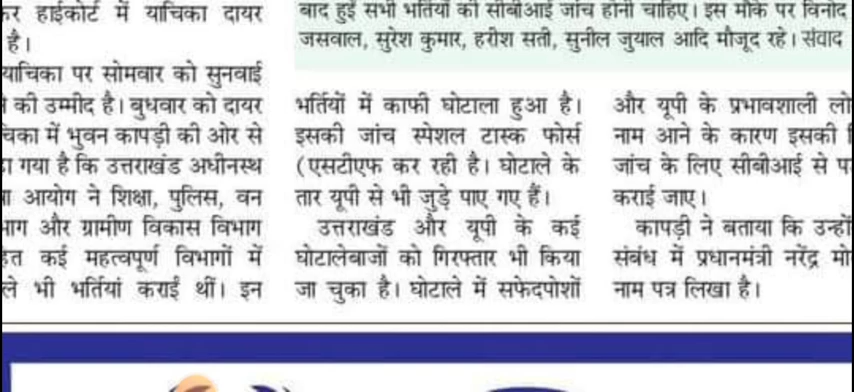 कर हाईकोर्ट में याचिका दायर
है।
याचिका पर सोमवार को सुनवाई
की उम्मीद है। बुधवार को दायर
में भुवन कापड़ी की ओर से
गया है कि उत्तराखंड अधीनस्थ
आयोग ने शिक्षा, पुलिस, वन
और ग्रामीण विकास विभाग
कई महत्वपूर्ण विभागों में
भी भर्तियां कराईं थीं। इन
बाद हुई सभी भर्तियों की सीबीआई जांच होनी चाहिए। इस मौके पर विनोद
जसवाल, सुरेश कुमार, हरीश सती, सुनील जुयाल आदि मौजूद रहे। संवाद
भर्तियों में काफी घोटाला हुआ है।
इसकी जांच स्पेशल टास्क फोर्स
(एसटीएफ कर रही है। घोटाले के
तार यूपी से भी जुड़े पाए गए हैं।
उत्तराखंड और यूपी के कई
घोटालेबाजों को गिरफ्तार भी किया
जा चुका है। घोटाले में सफेदपोशों
और यूपी के प्रभावशाली लो
नाम आने के कारण इसकी
जांच के लिए सीबीआई से प
कराई जाए।
कापड़ी ने बताया कि उन्हों
संबंध में प्रधानमंत्री नरेंद्र मो
नाम पत्र लिखा है।